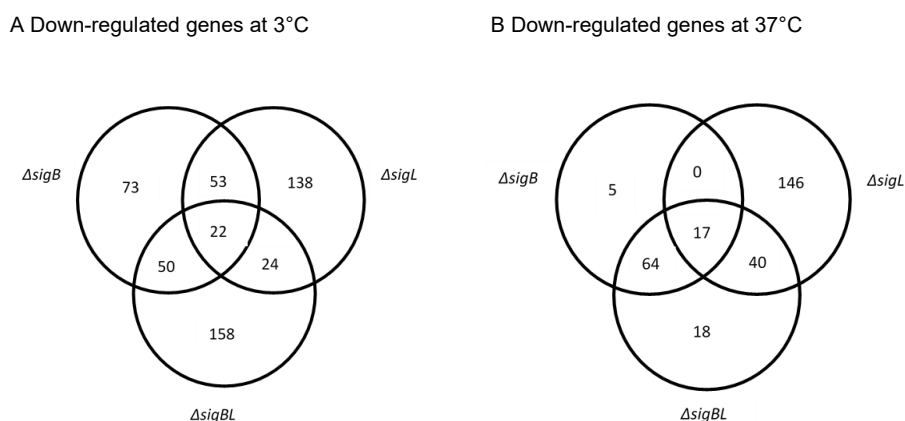 A Down-regulated genes at 3°C
B Down-regulated genes at 37°C
ΔsigB
73
53
138
ΔsigL
22
50
24
158
ΔsigBL
ΔsigB
5
0
146
ΔsigL
17
64
40
18
ΔsigBL